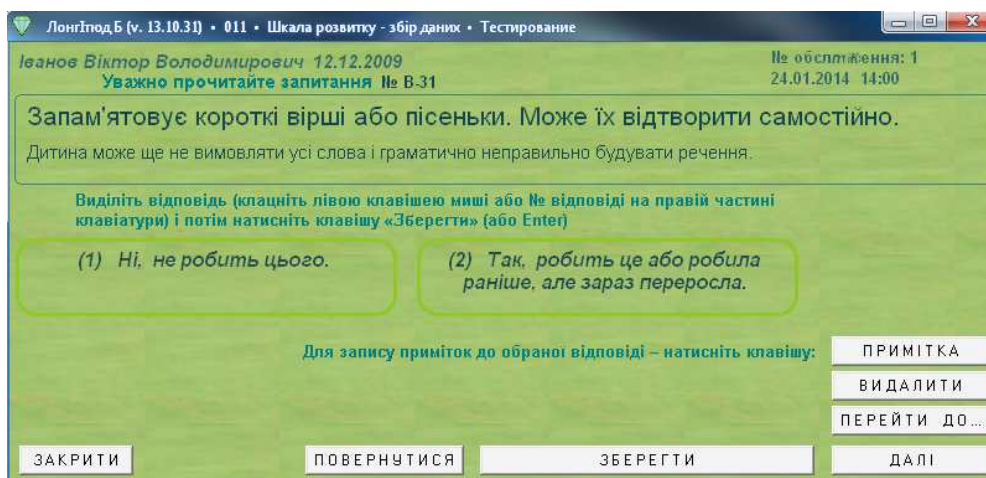 ЛонгІтюд Б (v. 13.10.31) • 011 • Шкала розвитку - збір даних • Тестирование
Іванов Віктор Володимирович 12.12.2009
№ обстеження: 1
Уважно прочитайте запитання № В-31
24.01.2014 14:00
Запам'ятовує короткі вірші або пісеньки. Може їх відтворити самостійно.
Дитина може ще не вимовляти усі слова і граматично неправильно будувати речення.
Виділіть відповідь (клацніть лівою клавішею миші або № відповіді на правій частині
клавіатури) і потім натисніть клавішу «Зберегти» (або Enter)
(1) Ні, не робить цього.
(2) Так, робить це або робила
раніше, але зараз переросла.
Для запису приміток до обраної відповіді – натисніть клавішу:
ПРИМІТКА
ВИДАЛИТИ
ПЕРЕЙТИ ДО...
ЗАКРИТИ
ПОВЕРНУТИСЯ
ЗБЕРЕГТИ
ДАЛІ